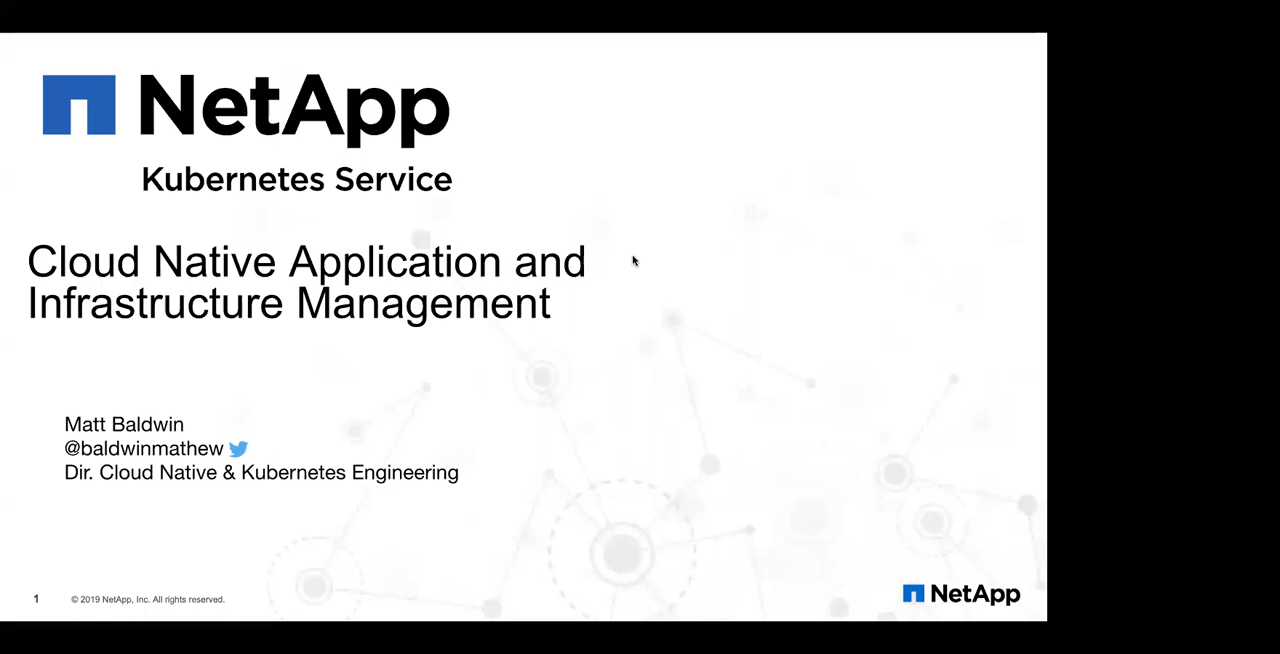 NetApp
Kubernetes Service
Cloud Native Application and
Infrastructure Management
Matt Baldwin
@baldwinmathew
Dir. Cloud Native & Kubernetes Engineering
1 © 2019 NetApp, Inc. All rights reserved.
NetApp